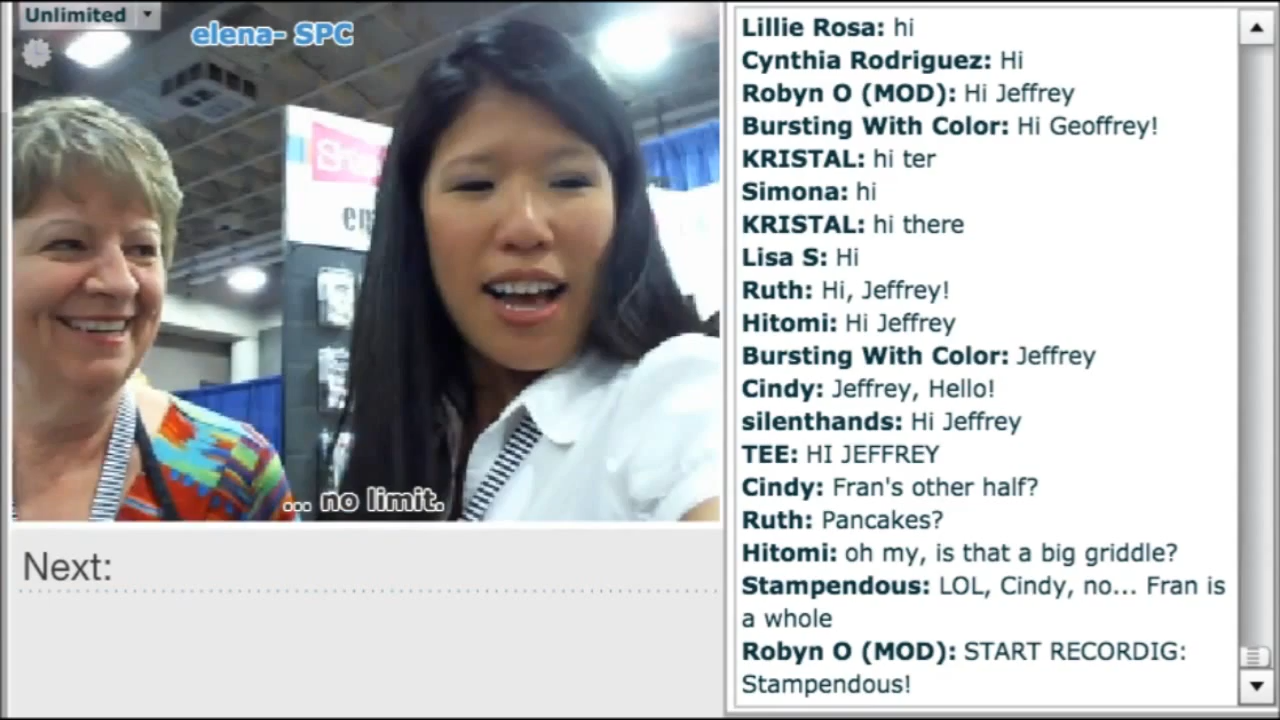 Unlimited
elena- SPC
... no limit.
Next:
Lillie Rosa: hi
Cynthia Rodriguez: Hi
Robyn O (MOD): Hi Jeffrey
Bursting With Color: Hi Geoffrey!
KRISTAL: hi ter
Simona: hi
KRISTAL: hi there
Lisa S: Hi
Ruth: Hi, Jeffrey!
Hitomi: Hi Jeffrey
Bursting With Color: Jeffrey
Cindy: Jeffrey, Hello!
silenthands: Hi Jeffrey
TEE: HI JEFFREY
Cindy: Fran's other half?
Ruth: Pancakes?
Hitomi: oh my, is that a big griddle?
Stampendous: LOL, Cindy, no... Fran is
a whole
Robyn O (MOD): START RECORDIG:
Stampendous!